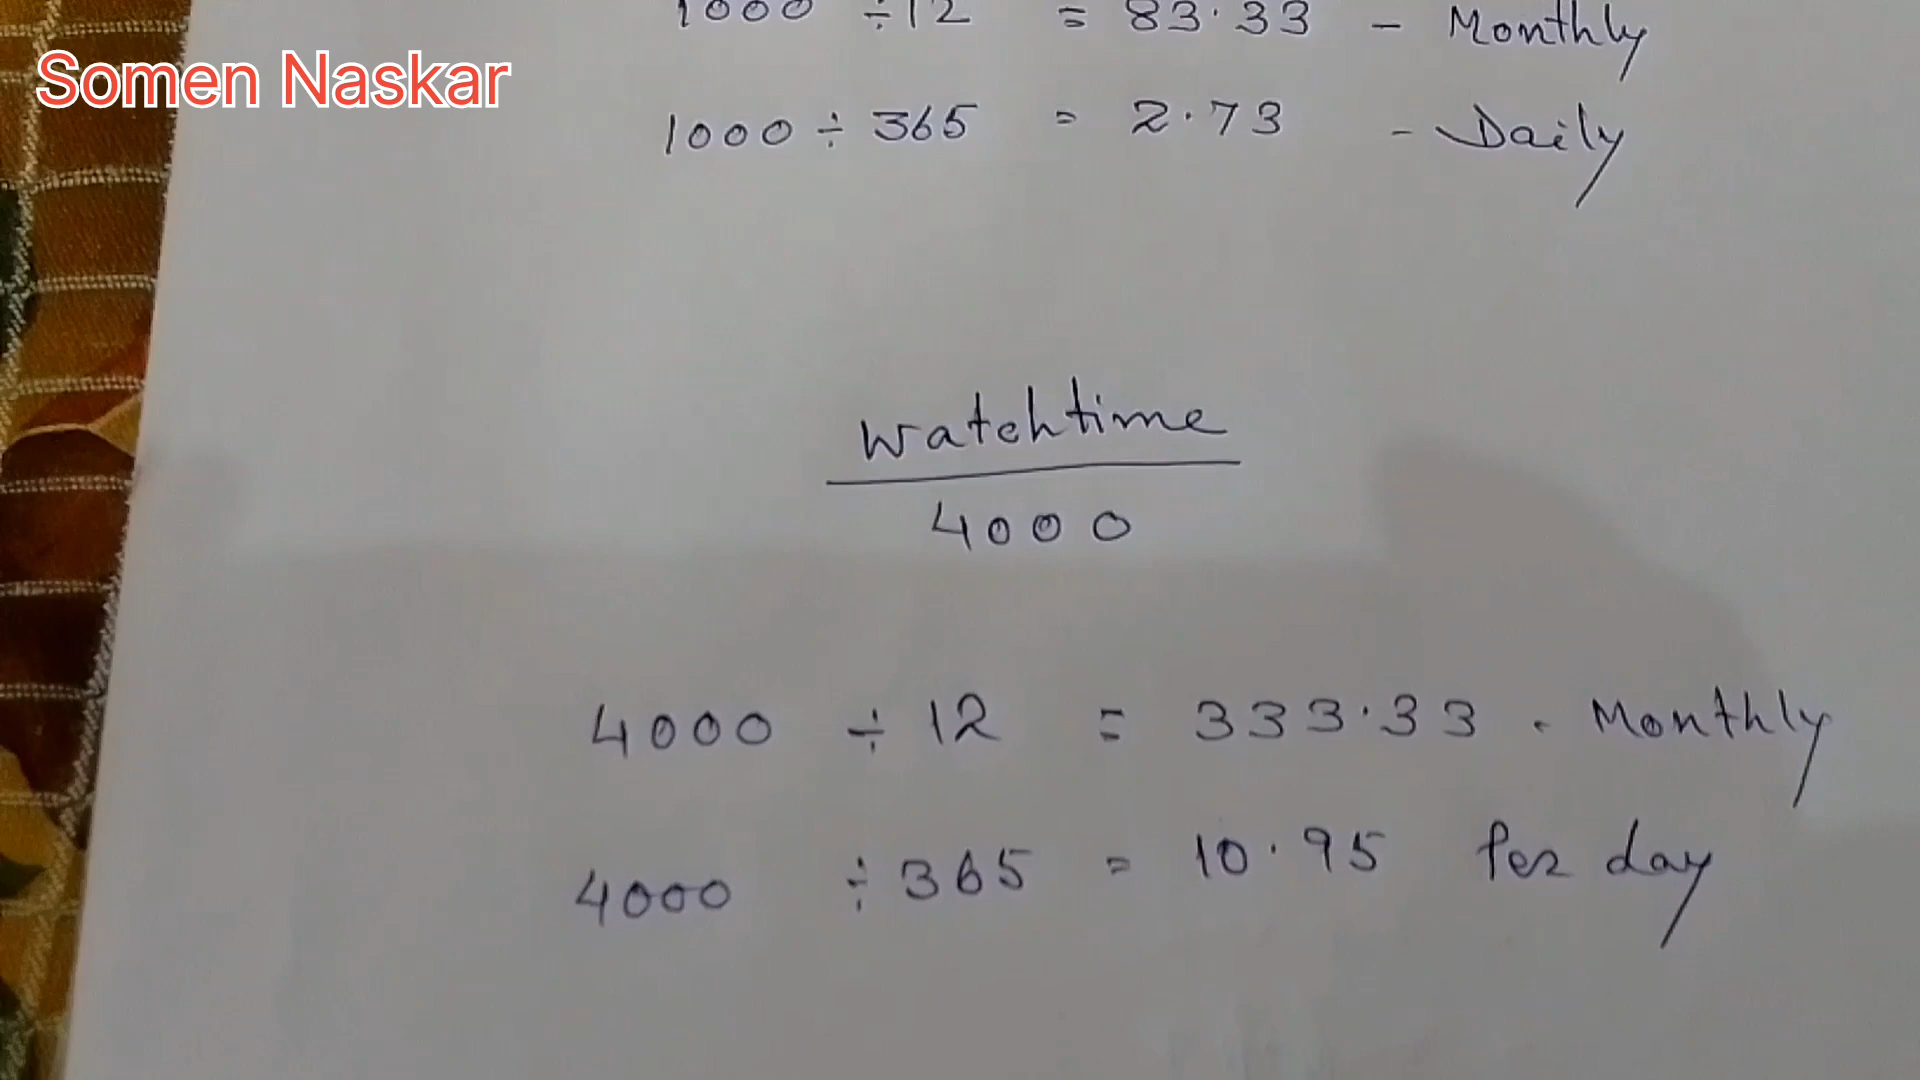 1000 ÷12 = 83.33 - Monthly
Somen Naskar
1000 ÷ 365 = 2.73 - Daily
Watchtime
4000
4000 ÷ 12 = 333.33 - Monthly
4000 ÷ 365 = 10.95 Per day